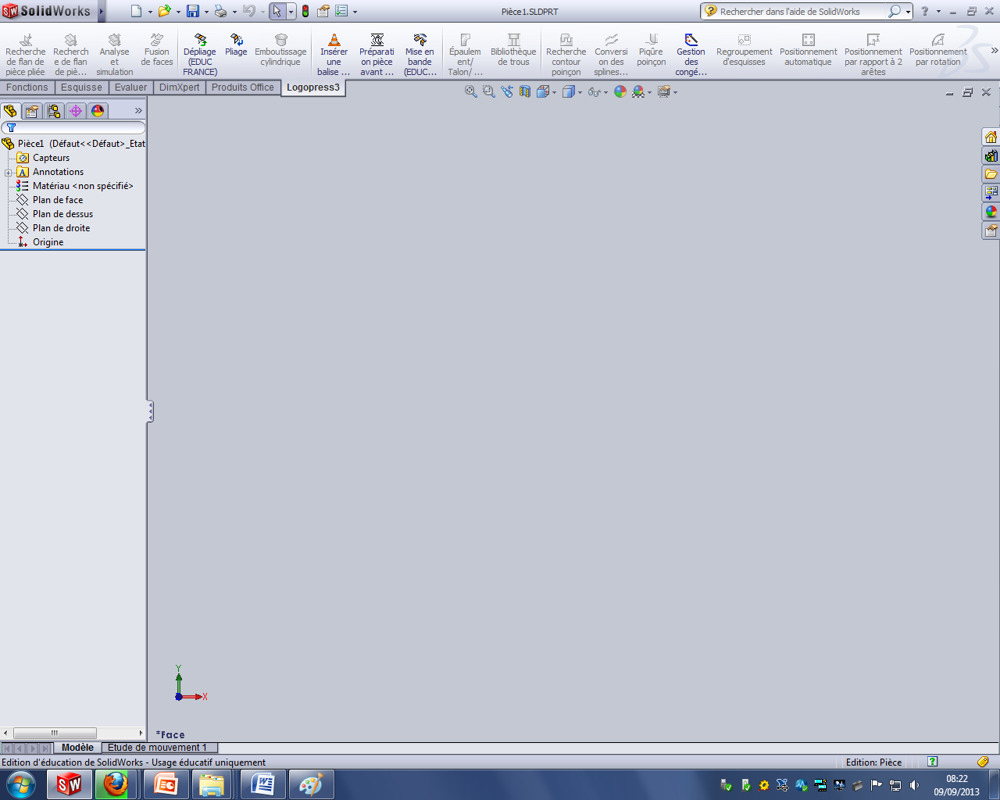 SolidWorks
Pièce1.SLDPRT
Rechercher dans l'aide de SolidWorks
Recherche de flan de pièce pliée
Recherch e de flan de piè...
Analyse et simulation
Fusion de faces
Dépliage (EDUC FRANCE)
Pliage
Emboutissage cylindrique
Insérer une balise ...
Préparati on pièce avant ...
Mise en bande (EDUC...
Épaulem ent/ Talon/ ...
Bibliothèque de trous
Recherche contour poinçon
Conversi on des splines...
Piqûre poinçon
Gestion des congé...
Regroupement d'esquisses
Positionnement automatique
Positionnement par rapport à 2 arêtes
Positionnement par rotation
Fonctions
Esquisse
Evaluer
DimXpert
Produits Office
Logopress3
Pièce1 (Défaut<<Défaut>_Etat
Capteurs
Annotations
Matériau <non spécifié>
Plan de face
Plan de dessus
Plan de droite
Origine
Y
X
*Face
Modèle
Etude de mouvement 1
Edition d'éducation de SolidWorks - Usage éducatif uniquement
Edition: Pièce
08:22
09/09/2013